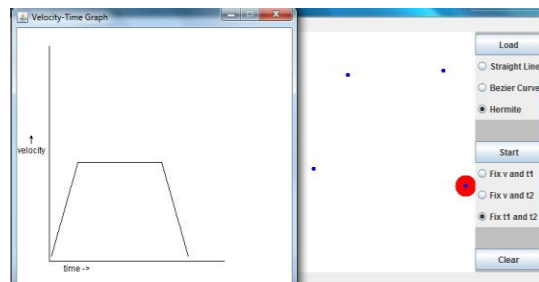 Velocity-Time Graph
velocity
time ->
Load
Straight Line
Bezier Curve
Hermite
Start
Fix v and t1
Fix v and t2
Fix t1 and t2
Clear